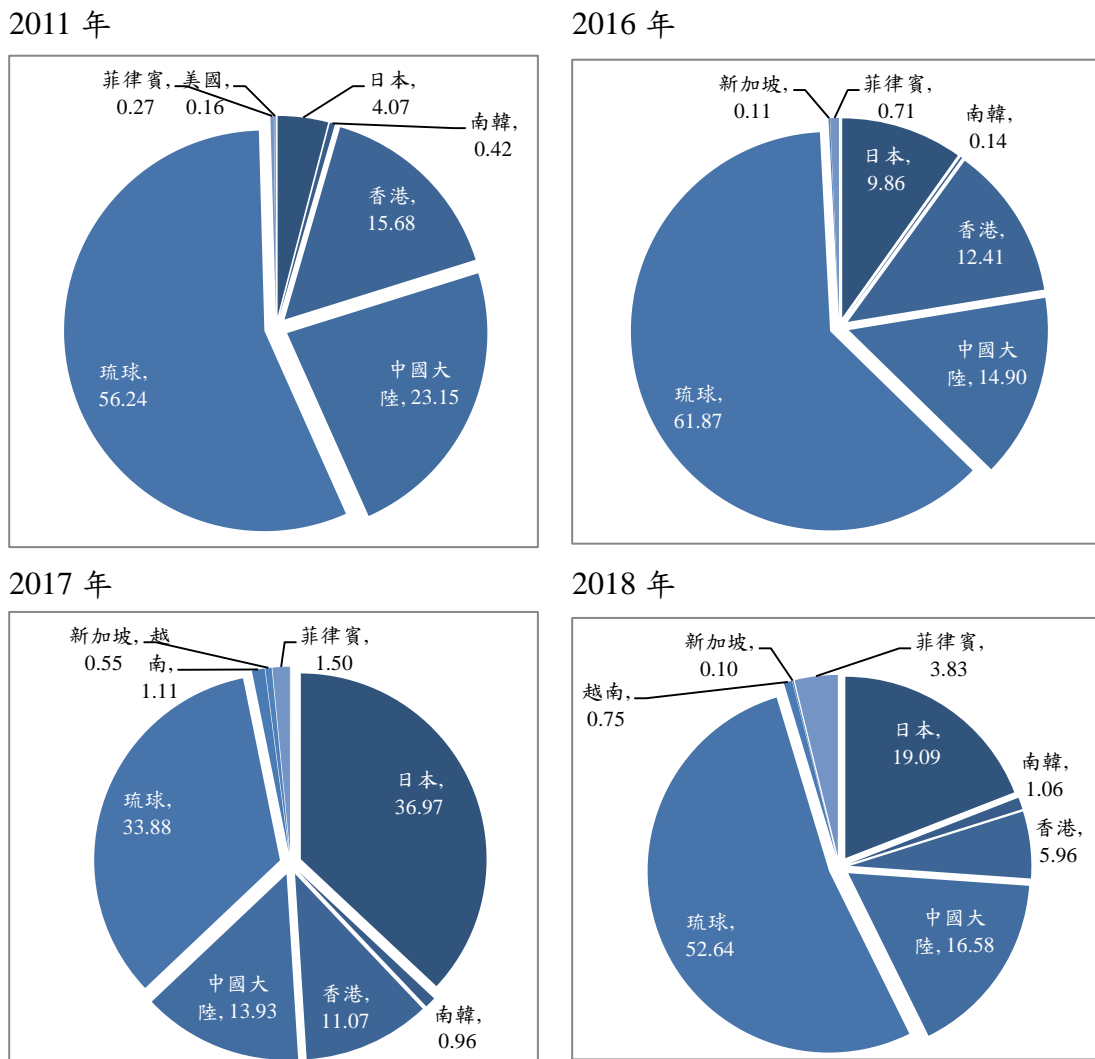 2011 年
菲律賓,
0.27
美國,
0.16
日本,
4.07
南韓,
0.42
香港,
15.68
中國大
陸, 23.15
琉球,
56.24
2016 年
新加坡,
0.11
菲律賓,
0.71
南韓,
0.14
日本,
9.86
香港,
12.41
中國大
陸, 14.90
琉球,
61.87
2017 年
新加坡,
0.55
越
南,
1.11
菲律賓,
1.50
日本,
36.97
琉球,
33.88
中國大
陸, 13.93
香港,
11.07
南韓,
0.96
2018 年
新加坡,
0.10
菲律賓,
3.83
越南,
0.75
日本,
19.09
南韓,
1.06
香港,
5.96
中國大
陸, 16.58
琉球,
52.64